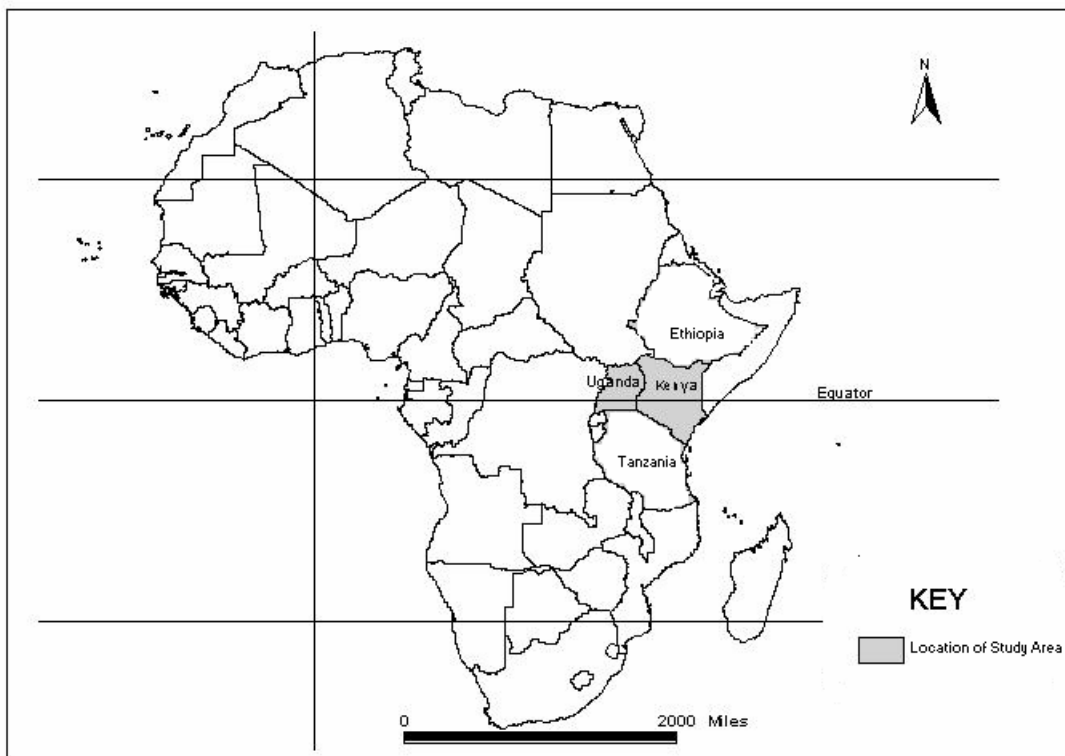 N
Ethiopia
Uganda
Kenya
Equator
Tanzania
KEY
Location of Study Area
0 2000 Miles